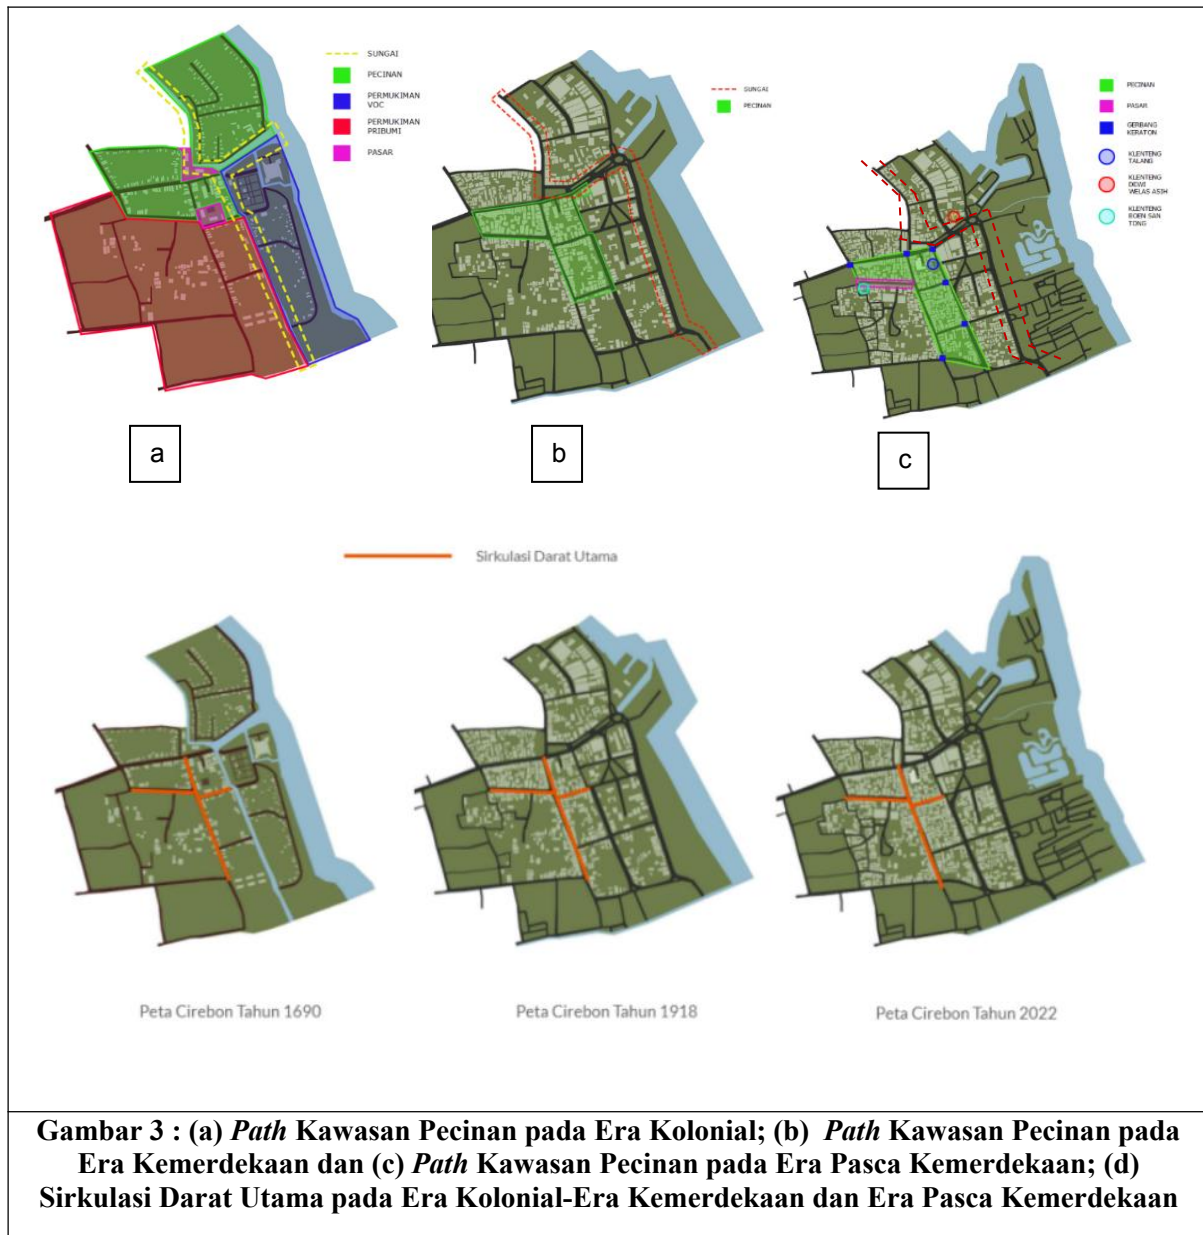 SUNGAI
PECINAN
PERMUKIMAN
VOC
PERMUKIMAN
PRIBUMI
PASAR
SUNGAI
PECINAN
PECINAN
PASAR
GERBANG
KERATON
KLENTENG
TALANG
KLENTENG
DEWI
WELAS ASIH
KLENTENG
BOEN SAN
TONG
a
b
c
Sirkulasi Darat Utama
Peta Cirebon Tahun 1690
Peta Cirebon Tahun 1918
Peta Cirebon Tahun 2022
Gambar 3 : (a) Path Kawasan Pecinan pada Era Kolonial; (b) Path Kawasan Pecinan pada
Era Kemerdekaan dan (c) Path Kawasan Pecinan pada Era Pasca Kemerdekaan; (d)
Sirkulasi Darat Utama pada Era Kolonial-Era Kemerdekaan dan Era Pasca Kemerdekaan